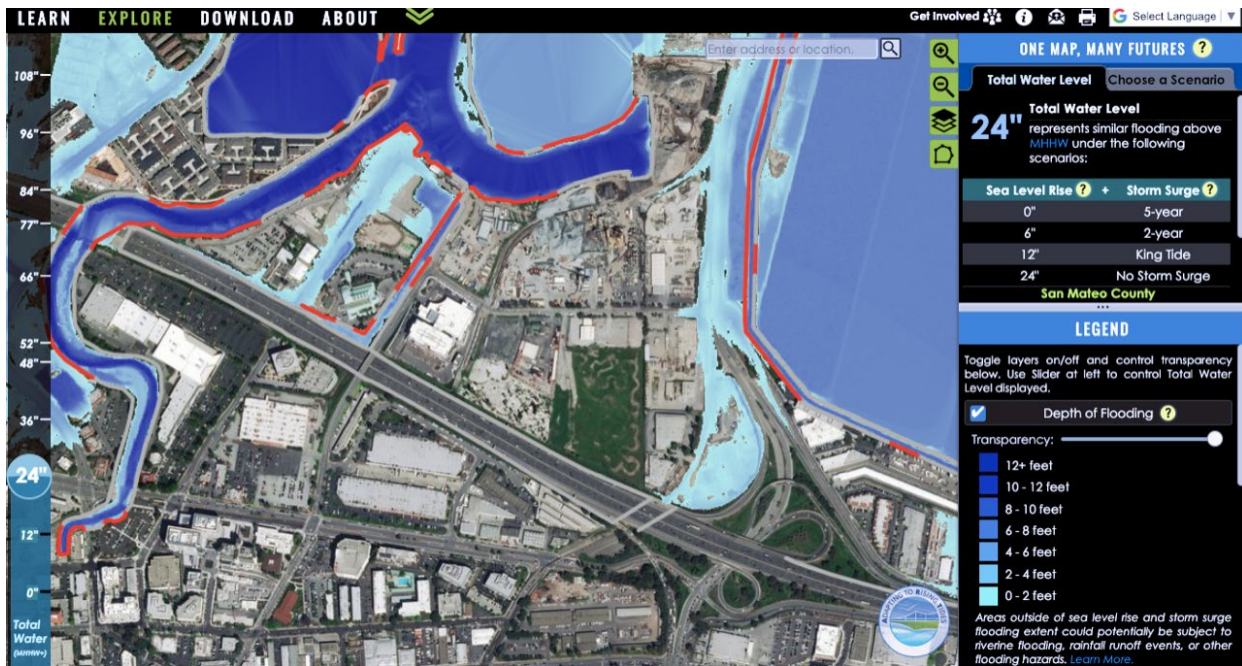 LEARN EXPLORE DOWNLOAD ABOUT
Get Involved
i
G Select Language ▼
Enter address or location.
108"
96"
84"
77"
66"
52"
48"
36"
24"
12"
0"
Total
Water
(MHHW+)
ADAPTING TO RISING TIDES
ONE MAP, MANY FUTURES ?
Total Water Level Choose a Scenario
24"
Total Water Level
represents similar flooding above
MHHW under the following
scenarios:
Sea Level Rise ? + Storm Surge ?
0" 5-year
6" 2-year
12" King Tide
24" No Storm Surge
San Mateo County
LEGEND
Toggle layers on/off and control transparency
below. Use Slider at left to control Total Water
Level displayed.
Depth of Flooding ?
Transparency:
12+ feet
10 - 12 feet
8 - 10 feet
6 - 8 feet
4 - 6 feet
2 - 4 feet
0 - 2 feet
Areas outside of sea level rise and storm surge
flooding extent could potentially be subject to
riverine flooding, rainfall runoff events, or other
flooding hazards. Learn More.